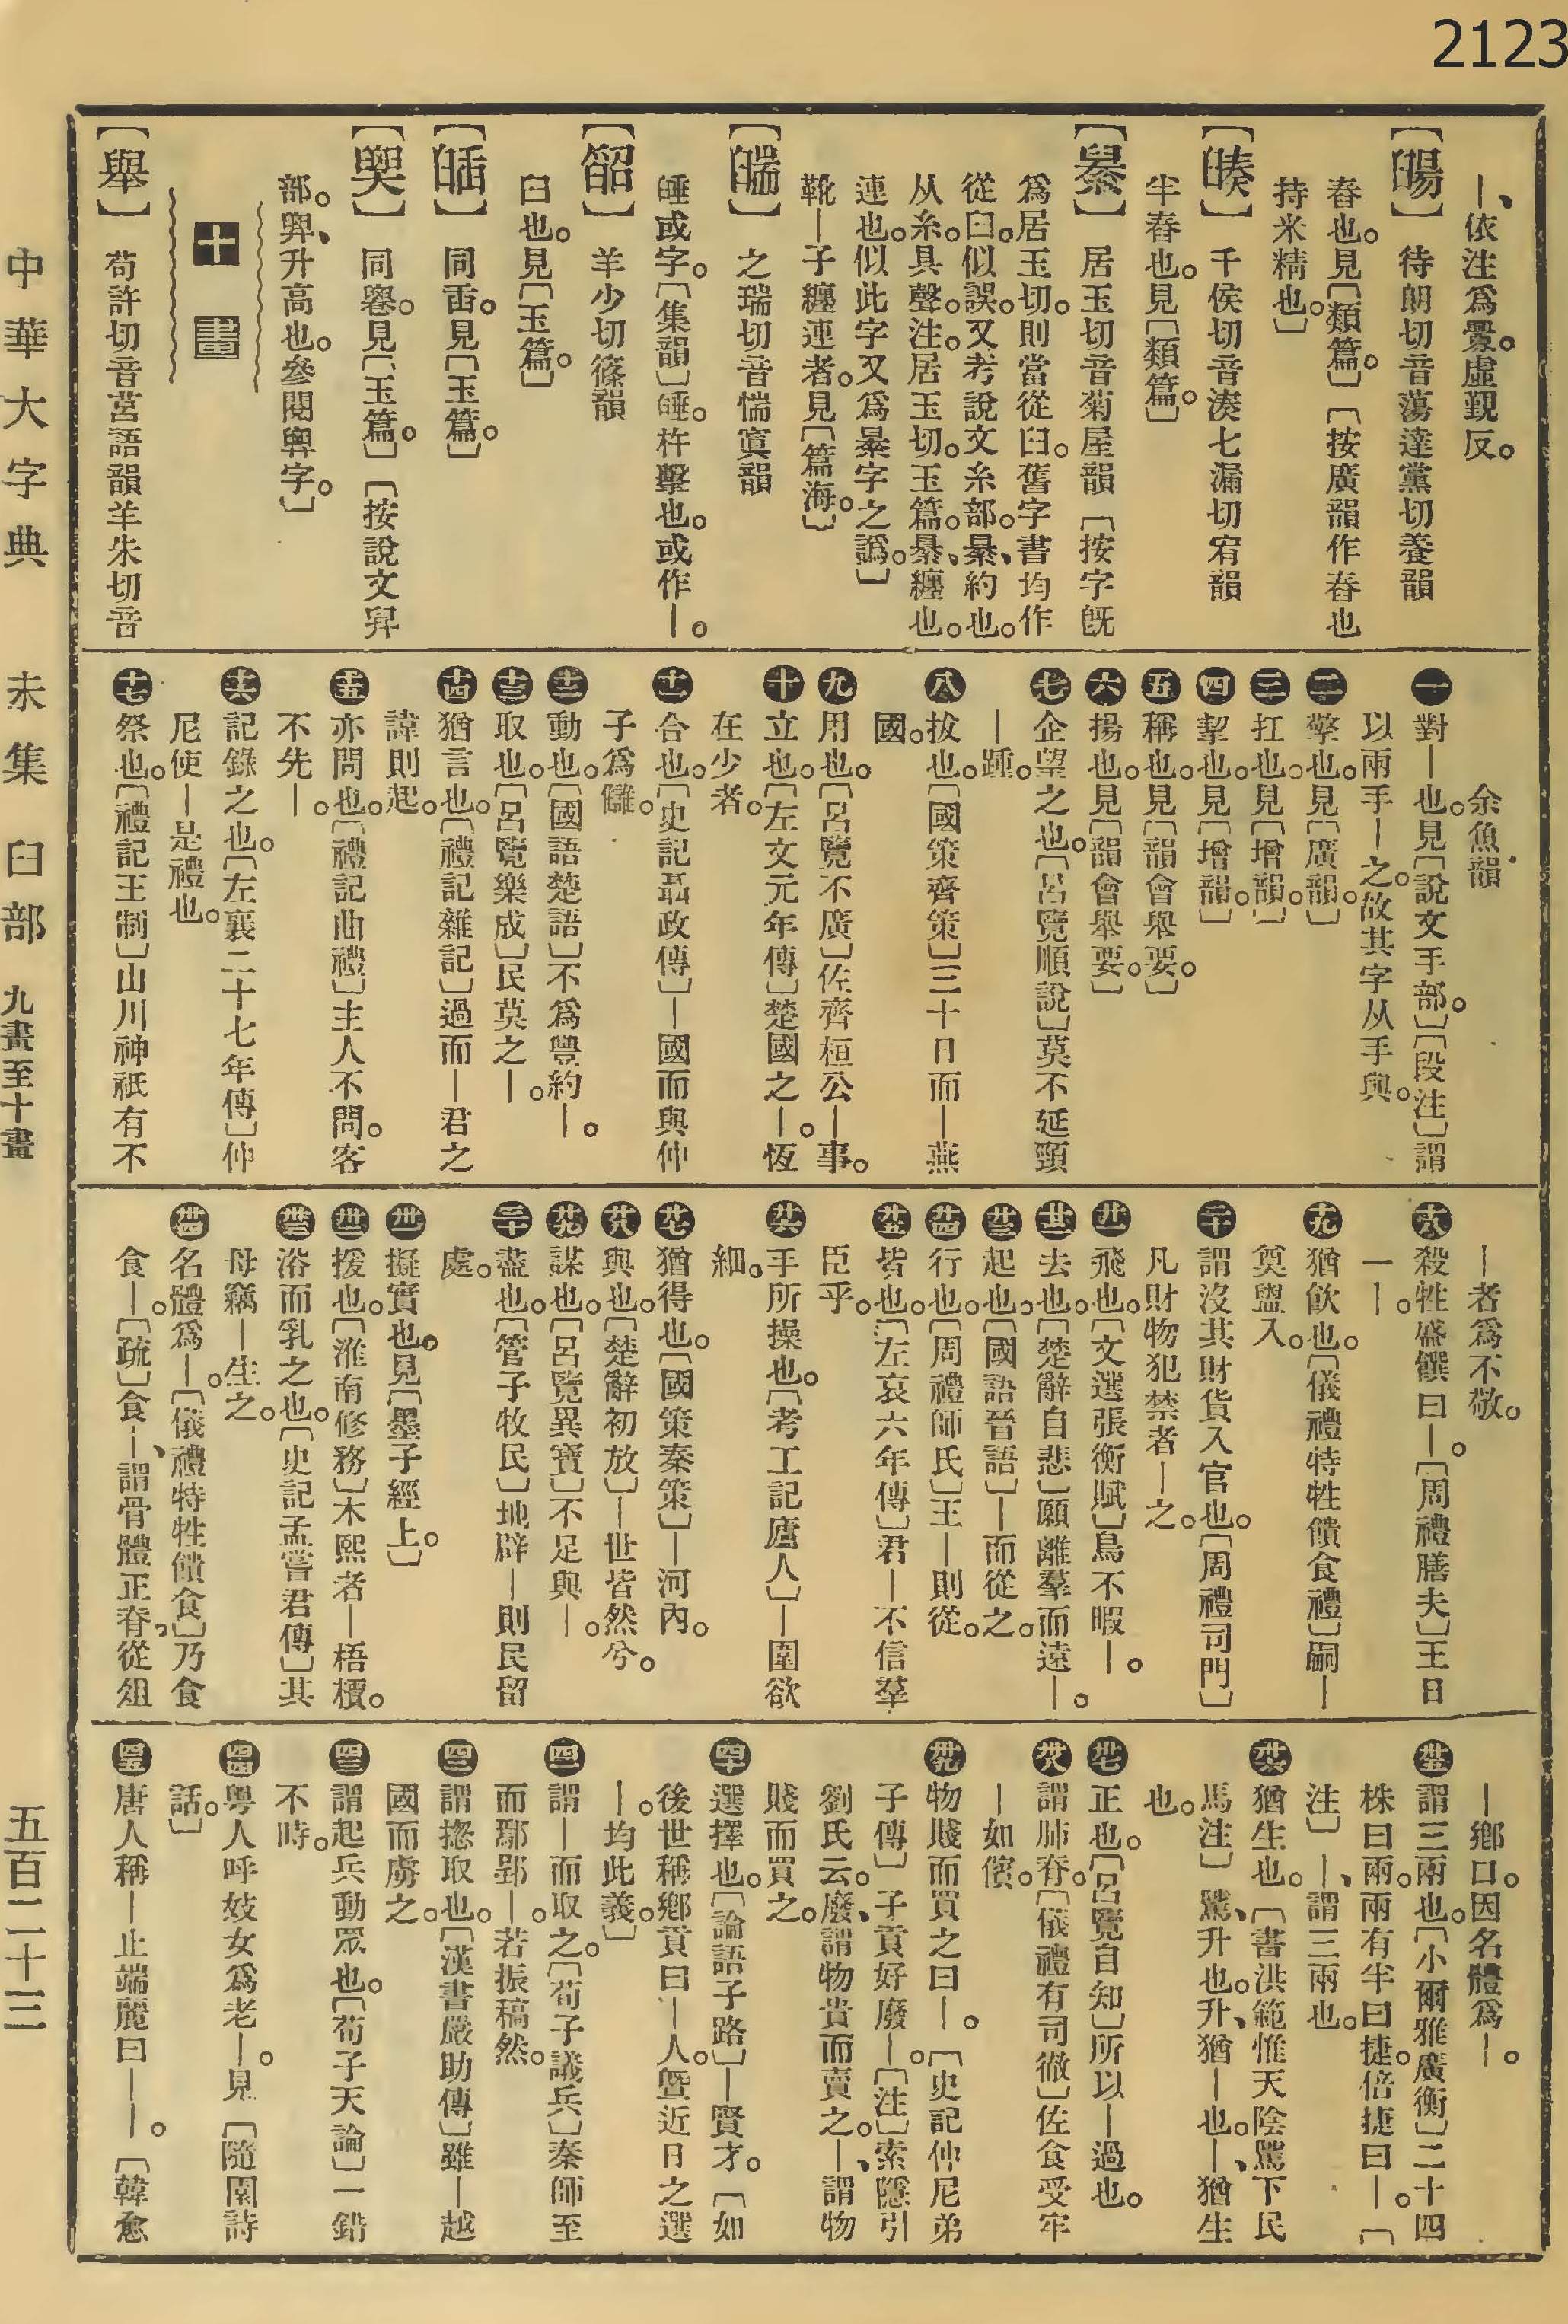 2123
｜、依注爲釁。虛覲反。
【𦦎】待朗切音蕩達黨切養韻
舂也。見〔類篇。〕〔按廣韻作舂也
持米精也。〕
【𦥊】千侯切音湊七漏切宥韻
半舂也。見〔類篇。〕
居玉切音菊屋韻〔按字旣
爲居玉切。則當從𦥑。舊字書均作
從臼。似誤。又考說文糸部。暴、約也。
从糸。具聲。注。居玉切。玉篇。暴、纏也。
連也。似此字又爲暴字之譌。〕
靴｜子纏連者。見〔篇海。〕
之瑞切音惴寘韻
䂞或字。〔集韻〕䂞。杵擊也。或作｜。
羊少切篠韻
臼也。見〔玉篇。〕
同臿。見〔玉篇。〕
同䢍。見〔玉篇。〕〔按說文舁
部。䢍、升高也。參閱䢍字。〕
十畫
【舉】苟許切音莒語韻羊朱切音
余魚韻
㊀對｜也。見〔說文手部。〕〔段注〕謂
以兩手｜之。故其字从手與。
㊁擎也。見〔廣韻。〕
㊂扛也。見〔增韻。〕
㊃挈也。見〔增韻。〕
㊄稱也。見〔韻會舉要。〕
㊅揚也。見〔韻會舉要。〕
㊆企望之也。〔呂覽順說〕莫不延頸
｜踵。
㊇拔也。〔國策齊策〕三十日而｜燕
國。
㊈用也。〔呂覽不廣〕佐齊桓公｜事。
㊉立也。〔左文元年傳〕楚國之｜。恆
在少者。
十一合也。〔史記聶政傳〕｜國而與仲
子爲讎。
十二動也。〔國語楚語〕不爲豐約｜。
十三取也。〔呂覽樂成〕民莫之｜。
十四猶言也。〔禮記雜記〕過而｜君之
諱則起。
十五亦問也。〔禮記曲禮〕主人不問。客
不先｜。
十六記錄之也。〔左襄二十七年傳〕仲
尼使｜是禮也。
十七祭也。〔禮記王制〕山川神祇有不
｜者爲不敬。
十八殺牲盛饌曰｜。〔周禮膳夫〕王日
一｜。
十九猶飮也。〔儀禮特牲饋食禮〕嗣｜
奠盥入。
二十謂沒其財貨入官也。〔周禮司門〕
凡財物犯禁者｜之。
廿一飛也。〔文選張衡賦〕鳥不暇｜。
廿二去也。〔楚辭自悲〕願離羣而遠｜。
廿三起也。〔國語晉語〕｜而從之。
廿四行也。〔周禮師氏〕王｜則從。
廿五皆也。〔左哀六年傳〕君｜不信羣
臣乎。
廿六手所操也。〔考工記廬人〕｜圍欲
細。
廿七猶得也。〔國策秦策〕｜河內。
廿八與也。〔楚辭初放〕｜世皆然兮。
廿九謀也。〔呂覽異寶〕不足與｜。
三十盡也。〔管子牧民〕地辟｜則民留
處。
卅一擬實也。見〔墨子經上。〕
卅二援也。〔淮南修務〕木熙者｜梧檟。
卅三浴而乳之也。〔史記孟嘗君傳〕其
母竊｜生之。
卅四名體爲｜。〔儀禮特牲饋食〕乃食
食｜。〔疏〕食｜、謂骨體正脊。從俎
｜鄕口。因名體爲｜。
卅五謂三兩也。〔小爾雅廣衡〕二十四
株曰兩。兩有半曰捷。倍捷曰｜。〔
注〕｜、謂三兩也。
卅六猶生也。〔書洪範惟天陰騭下民
馬注〕騭、升也。升、猶｜也。｜、猶生
也。
卅七正也。〔呂覽自知〕所以｜過也。
卅八謂肺脊。〔儀禮有司徹〕佐食受牢
｜如儐。
卅九物賤而買之曰｜。〔史記仲尼弟
子傳〕子貢好廢｜。〔注〕索隱引
劉氏云。廢、謂物貴而賣之。｜、謂物
賤而買之。
四十選擇也。〔論語子路〕｜賢才。〔如
後世稱鄕貢曰｜人。曁近日之選
｜。均此義。〕
四一謂｜而取之。〔荀子議兵〕秦師至
而鄢郢｜。若振稿然。
四二謂摠取也。〔漢書嚴助傳〕雖｜越
國而虜之。
四三謂起兵動眾也。〔荀子天論〕一鉛
不時。
四四粤人呼妓女爲老｜。見〔隨園詩
話。〕
四五唐人稱｜止端麗曰｜｜。〔韓愈
中華大字典 未集 臼部 九畫至十畫
五百二十三